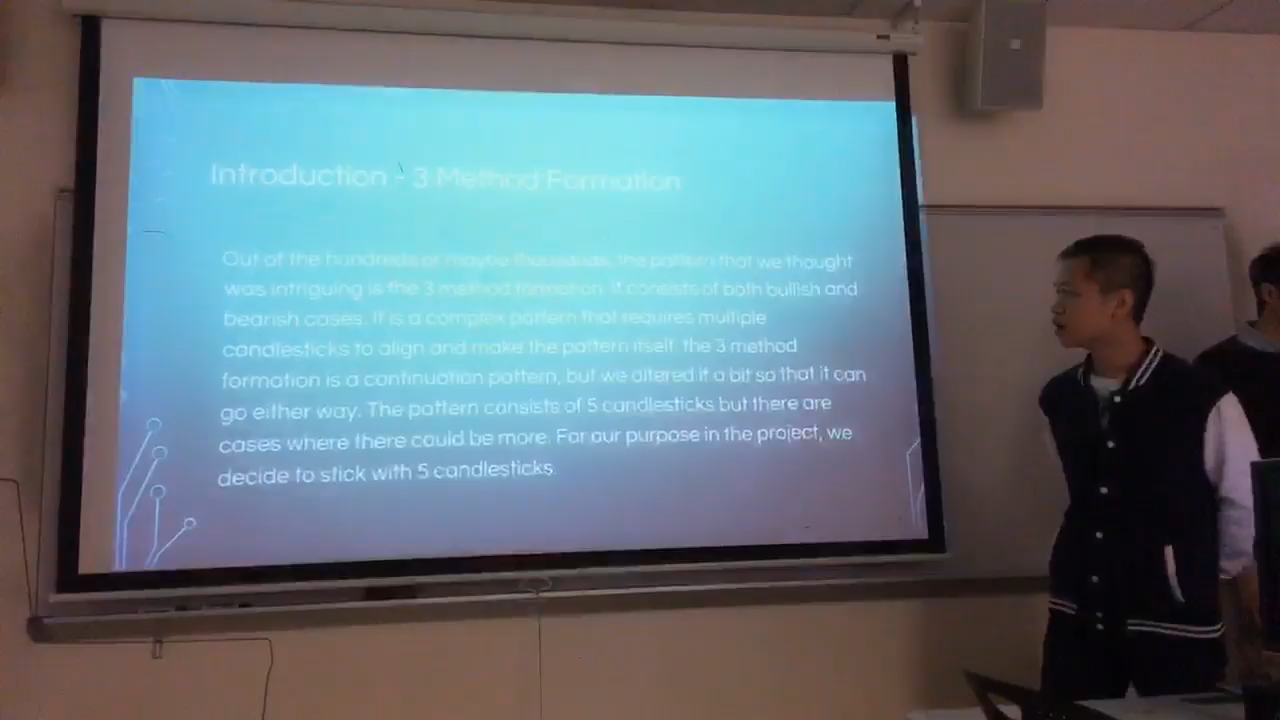 Introduction - 3 Method Formation
Out of the hundreds or maybe thousands, the pattern that we thought
was intriguing is the 3 method formation. It consists of both bullish and
bearish cases. It is a complex pattern that requires multiple
candlesticks to align and make the pattern itself. the 3 method
formation is a continuation pattern, but we altered it a bit so that it can
go either way. The pattern consists of 5 candlesticks but there are
cases where there could be more. For our purpose in the project, we
decide to stick with 5 candlesticks.